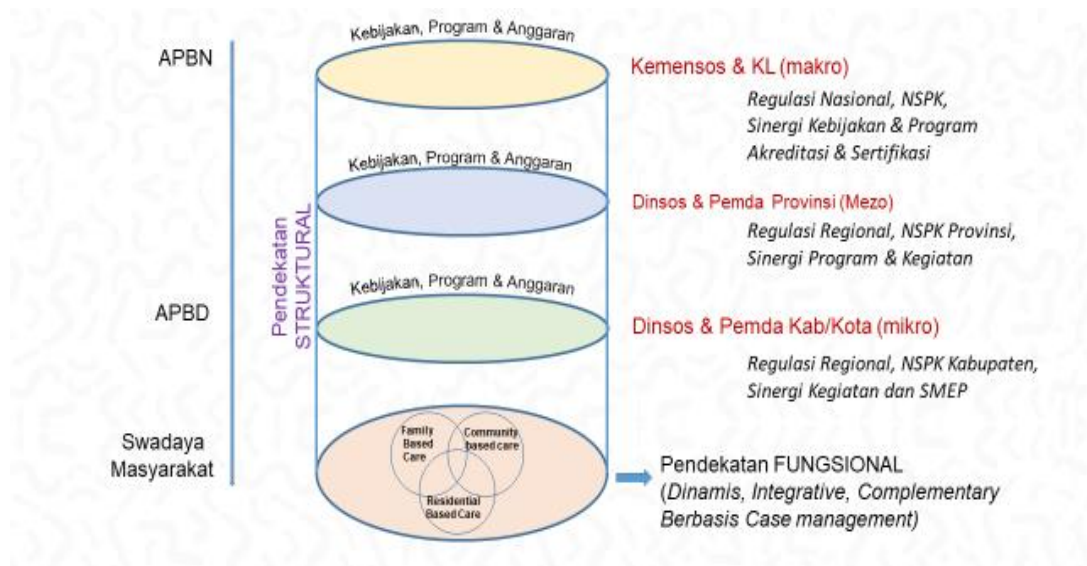 Kebijakan, Program & Anggaran
APBN
Kemensos & KL (makro)
Regulasi Nasional, NSPK,
Sinergi Kebijakan & Program
Akreditasi & Sertifikasi
Kebijakan, Program & Anggaran
Dinsos & Pemda Provinsi (Mezo)
Regulasi Regional, NSPK Provinsi,
Sinergi Program & Kegiatan
Pendekatan
STRUKTURAL
Kebijakan, Program & Anggaran
APBD
Dinsos & Pemda Kab/Kota (mikro)
Regulasi Regional, NSPK Kabupaten,
Sinergi Kegiatan dan SMEP
Swadaya
Masyarakat
Family
Based
Care
Community
based care
Residential
Based Care
Pendekatan FUNGSIONAL
(Dinamis, Integrative, Complementary
Berbasis Case management)